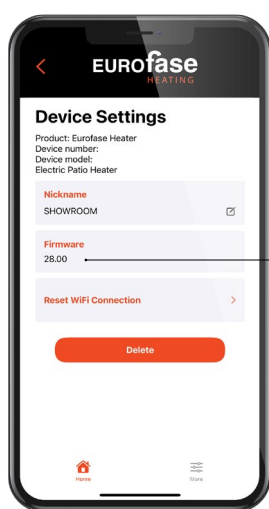 EUROfase
HEATING
Device Settings
Product: Eurofase Heater
Device number:
Device model:
Electric Patio Heater
Nickname
SHOWROOM
Firmware
28.00
Reset WiFi Connection
Delete
Home
More